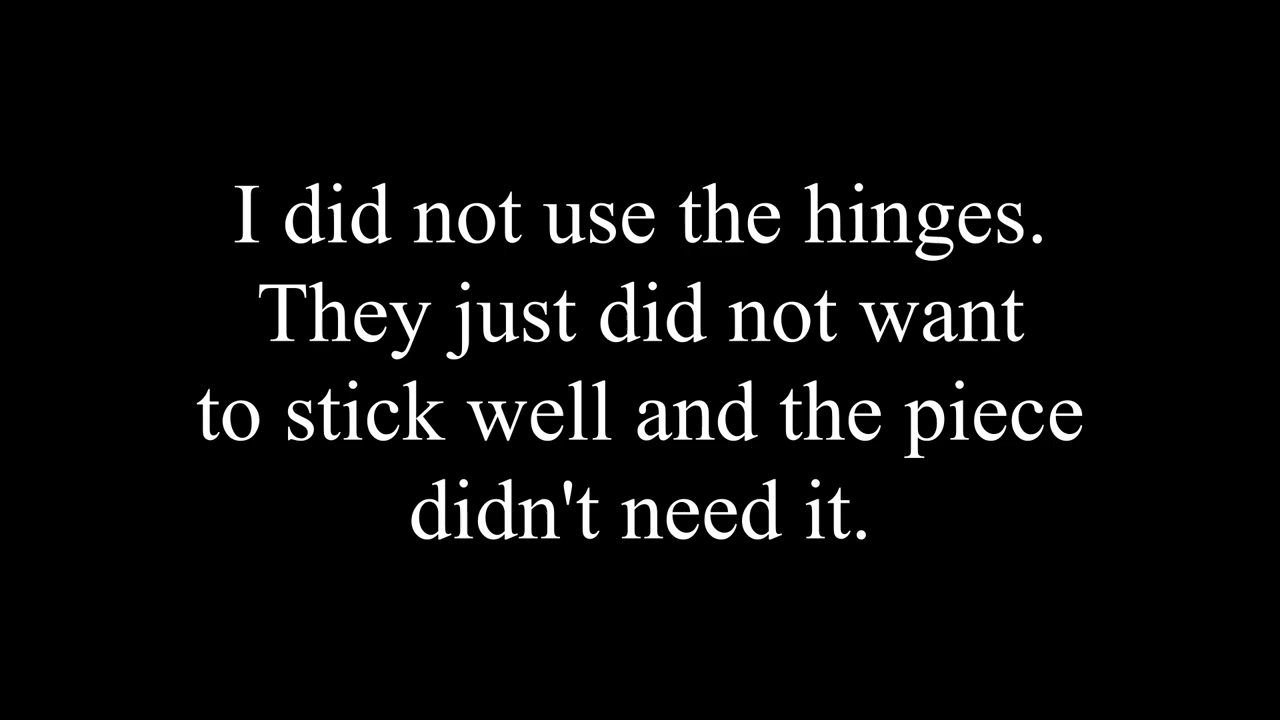 I did not use the hinges.
They just did not want
to stick well and the piece
didn't need it.